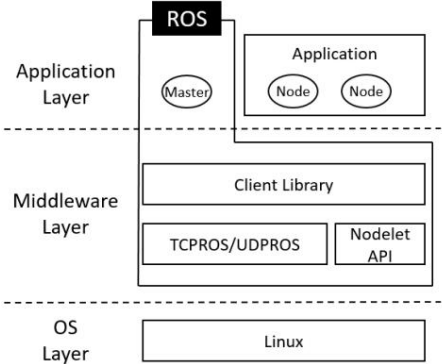 ROS
Application
Application
Layer
Master
Node
Node
Middleware
Layer
Client Library
TCPROS/UDPROS
Nodelet
API
OS
Layer
Linux